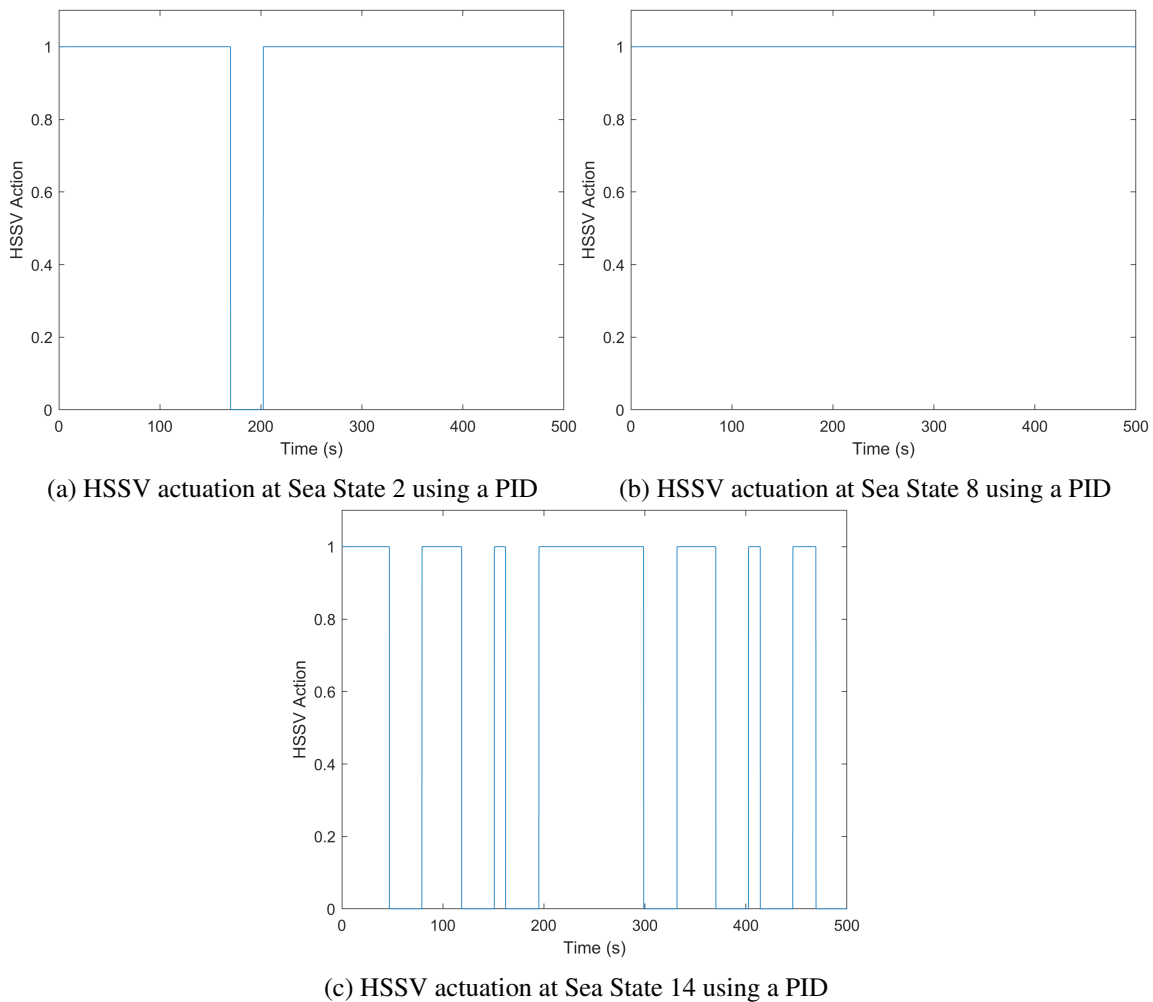 1
0.8
0.6
0.4
0.2
0
HSSV Action
0 100 200 300 400 500
Time (s)
(a) HSSV actuation at Sea State 2 using a PID
1
0.8
0.6
0.4
0.2
0
HSSV Action
0 100 200 300 400 500
Time (s)
(b) HSSV actuation at Sea State 8 using a PID
1
0.8
0.6
0.4
0.2
0
HSSV Action
0 100 200 300 400 500
Time (s)
(c) HSSV actuation at Sea State 14 using a PID